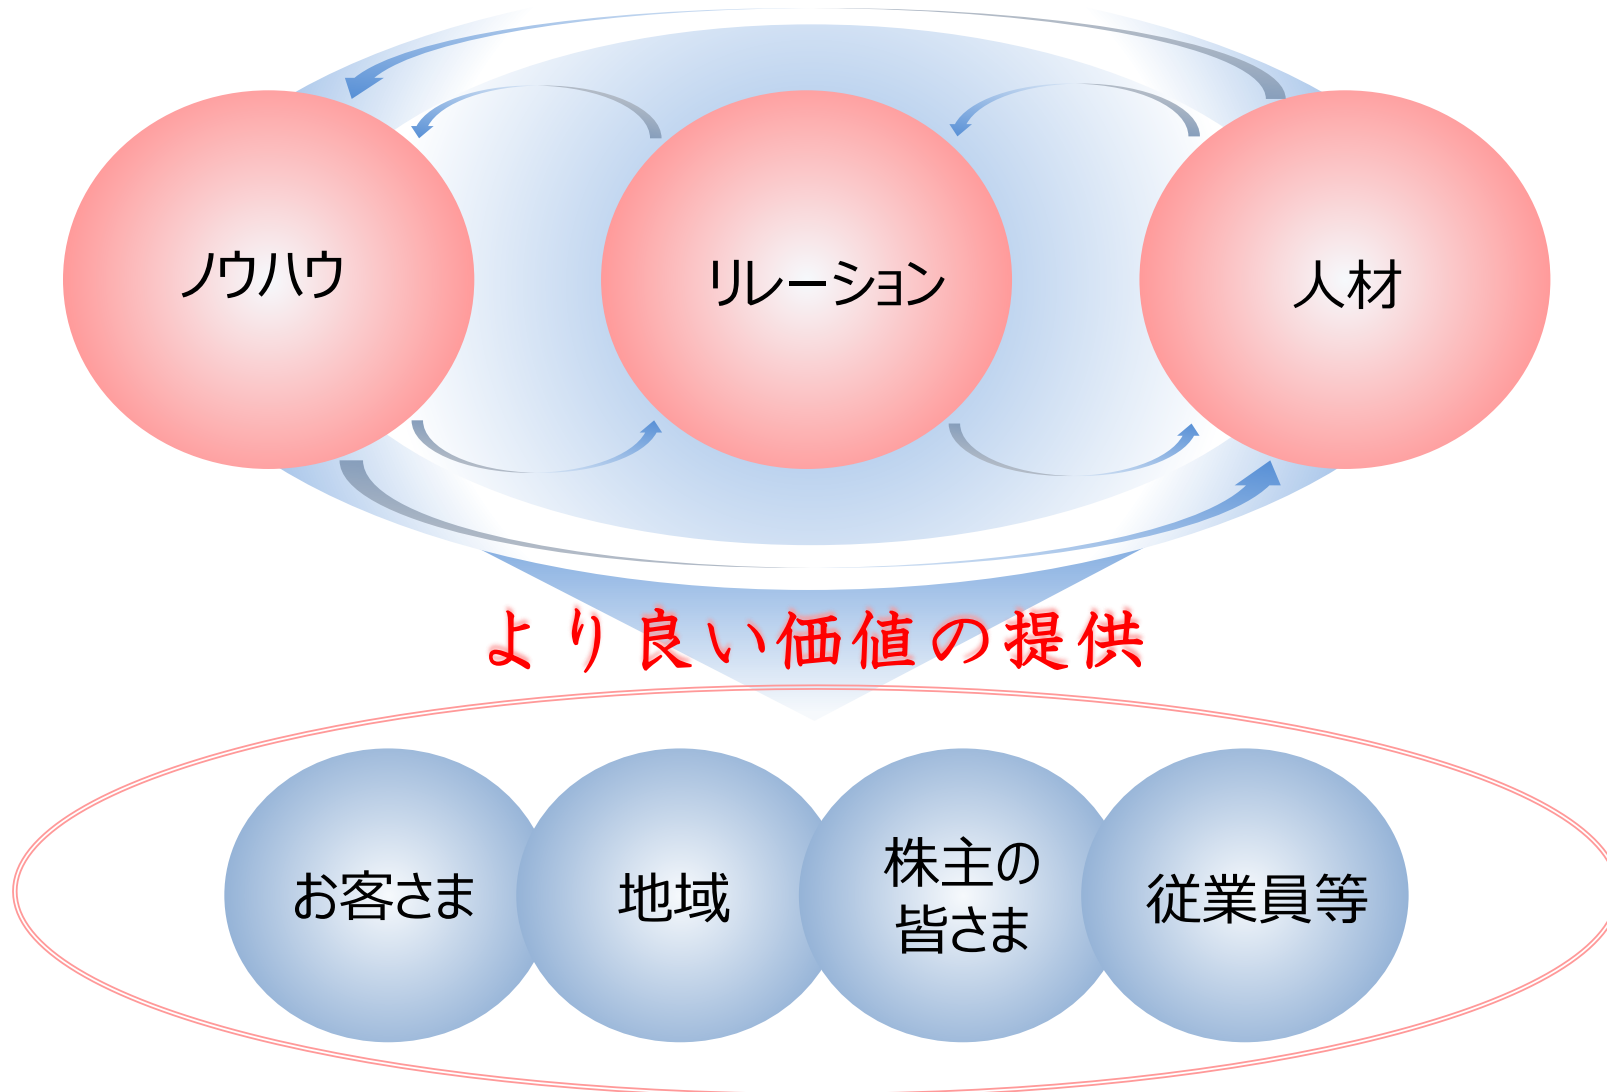 ノウハウ
リレーション
人材
より良い価値の提供
お客さま
地域
株主の
皆さま
従業員等